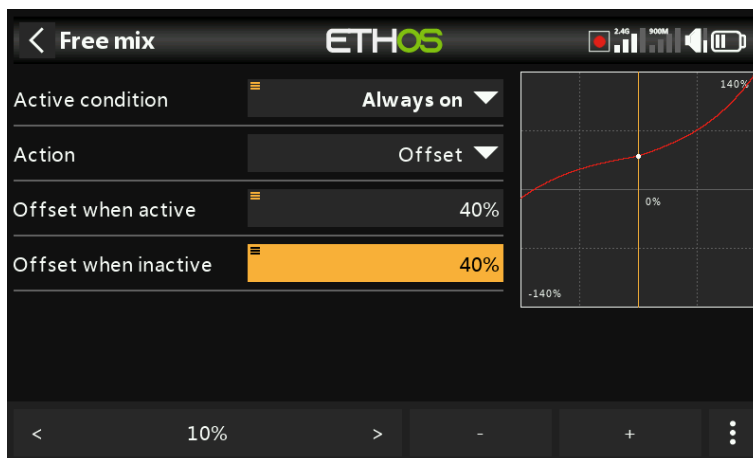 Free mix
ETHOS
2.4G 900M
Active condition
Always on
140%
Action
Offset
Offset when active
40%
0%
Offset when inactive
40%
-140%
< 10% > - +